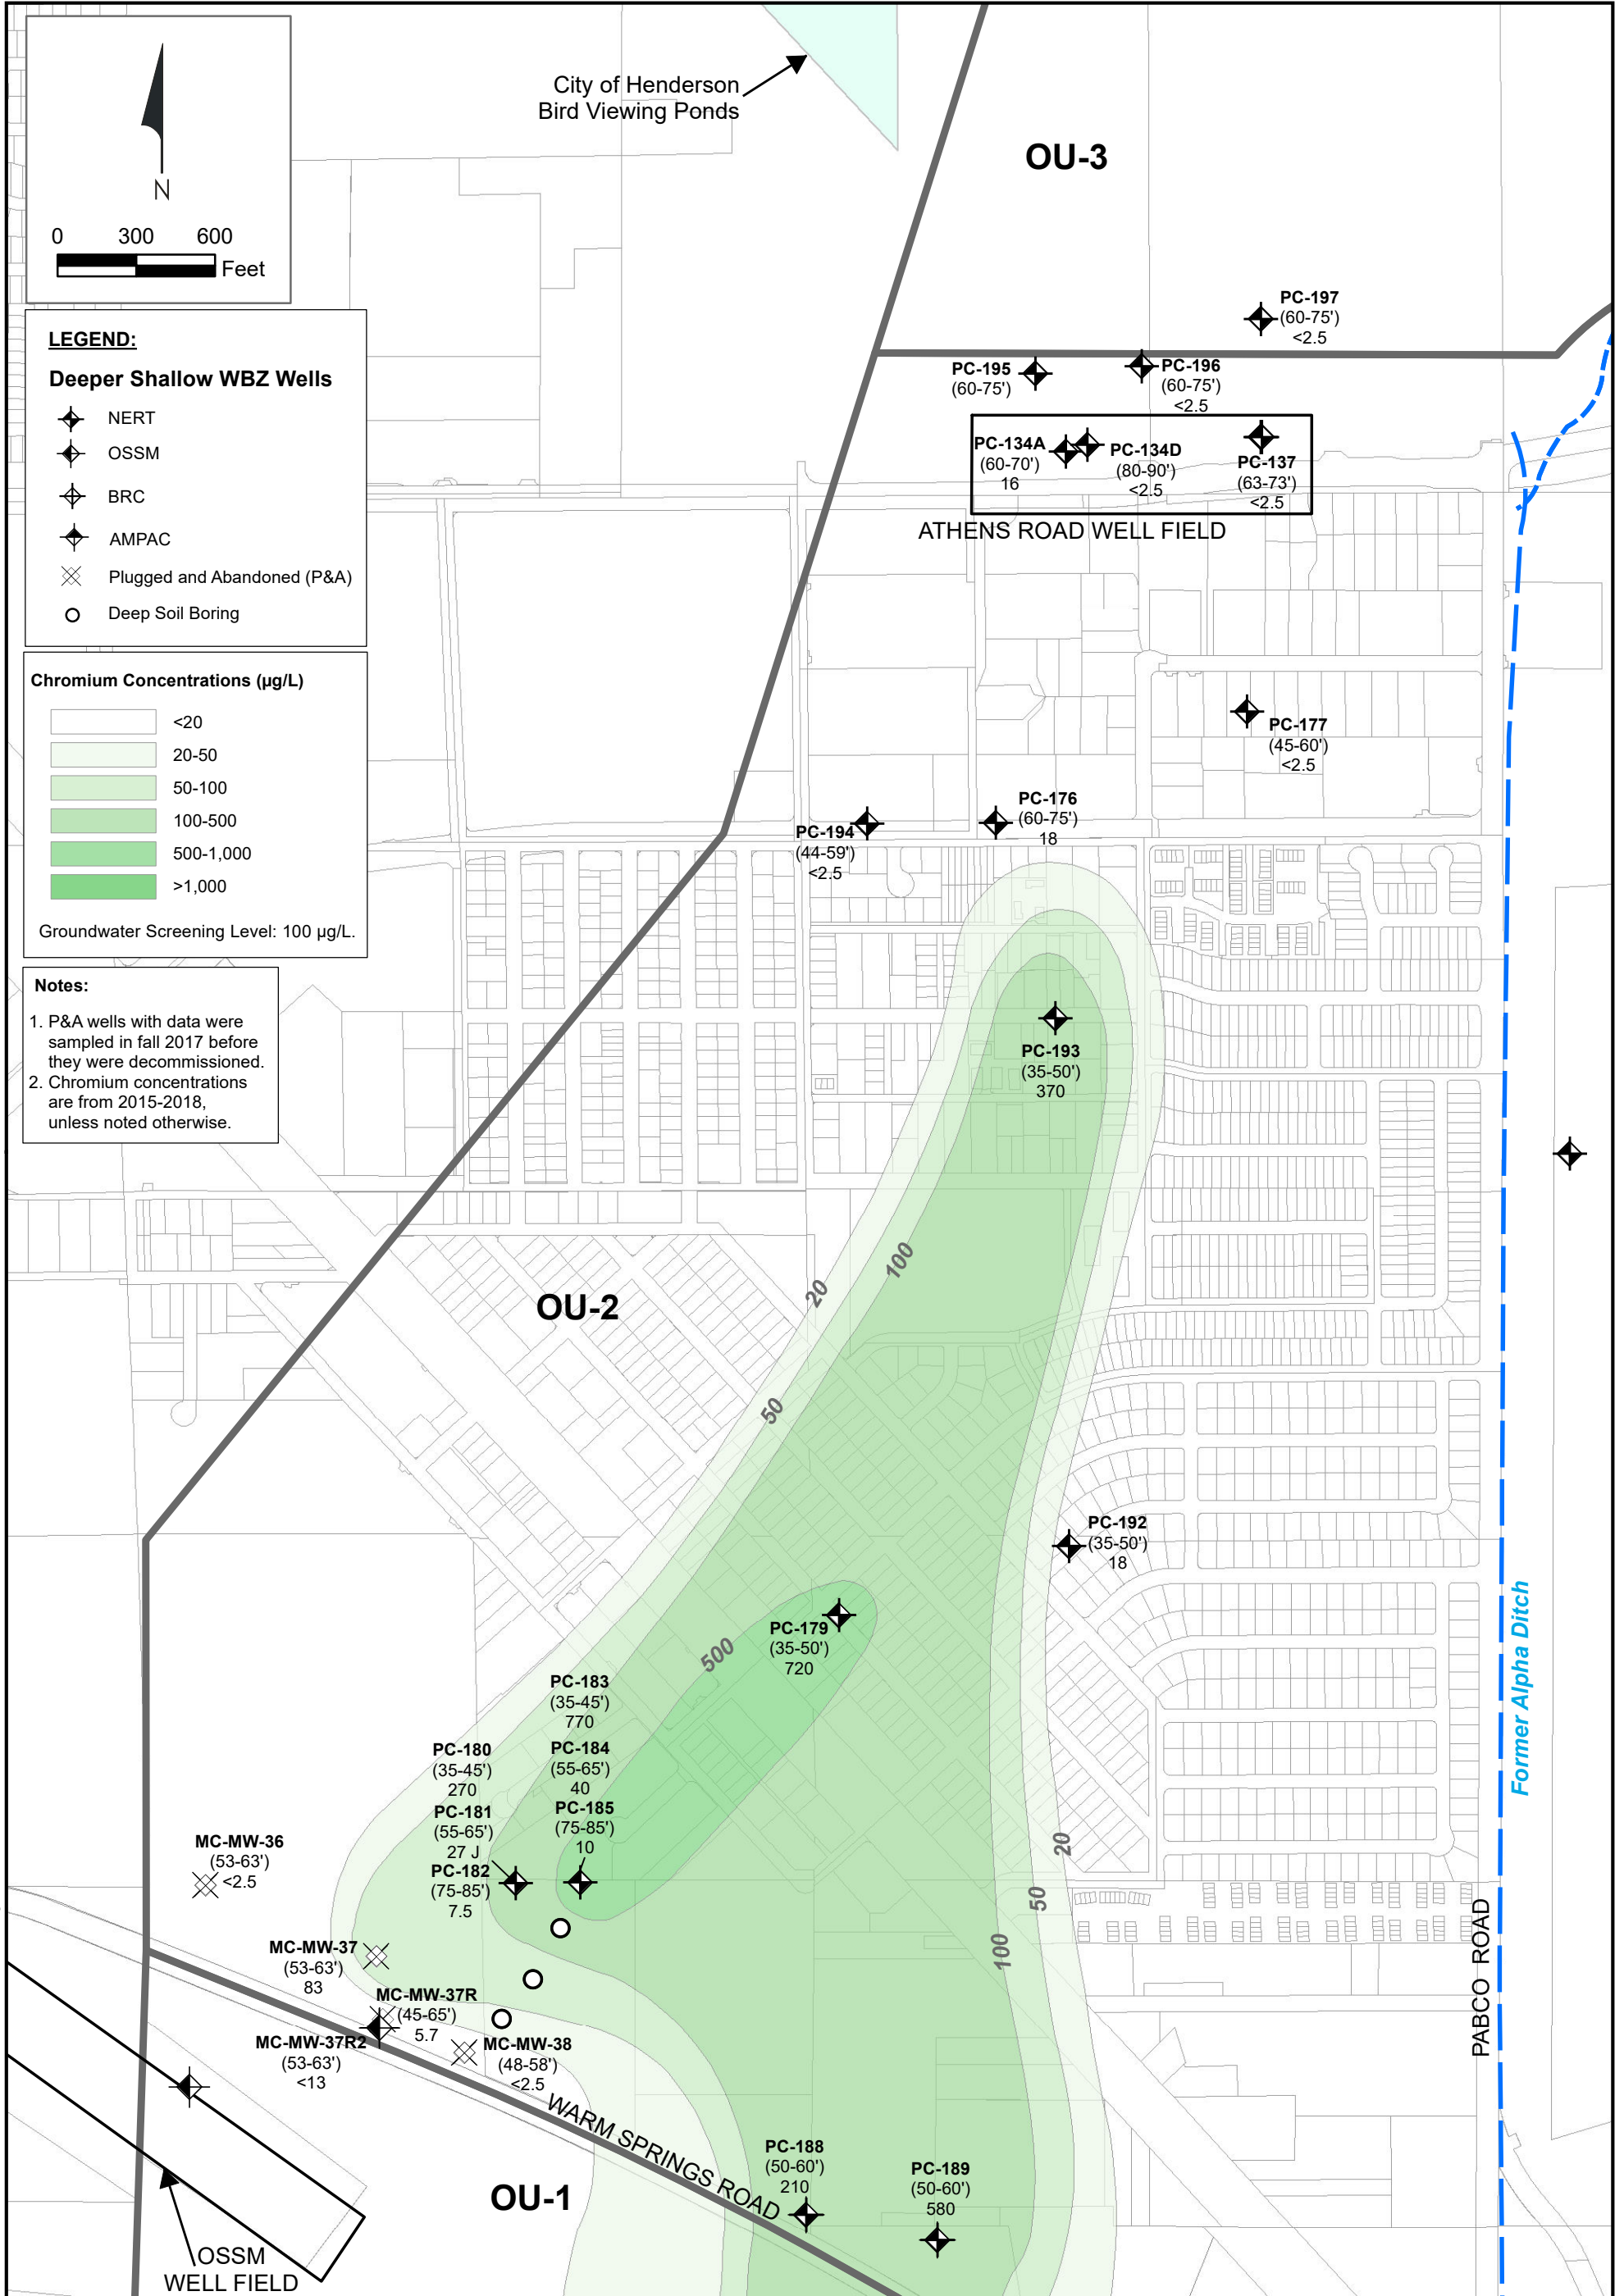 City of Henderson
Bird Viewing Ponds
OU-3
N
0 300 600
Feet
LEGEND:
Deeper Shallow WBZ Wells
NERT
OSSM
BRC
AMPAC
Plugged and Abandoned (P&A)
Deep Soil Boring
Chromium Concentrations (µg/L)
<20
20-50
50-100
100-500
500-1,000
>1,000
Groundwater Screening Level: 100 µg/L.
Notes:
1. P&A wells with data were
sampled in fall 2017 before
they were decommissioned.
2. Chromium concentrations
are from 2015-2018,
unless noted otherwise.
PC-197
(60-75')
<2.5
PC-195
(60-75')
PC-196
(60-75')
<2.5
PC-134A
(60-70')
16
PC-134D
(80-90')
<2.5
PC-137
(63-73')
<2.5
ATHENS ROAD WELL FIELD
PC-177
(45-60')
<2.5
PC-176
(60-75')
18
PC-194
(44-59')
<2.5
PC-193
(35-50')
370
100
20
OU-2
50
PC-192
(35-50')
18
PC-179
(35-50')
720
500
Former Alpha Ditch
PC-183
(35-45')
770
PC-180
(35-45')
270
PC-184
(55-65')
40
PC-181
(55-65')
27 J
PC-185
(75-85')
10
PC-182
(75-85')
7.5
MC-MW-36
(53-63')
<2.5
20
50
100
PABCO ROAD
MC-MW-37
(53-63')
83
MC-MW-37R
(45-65')
5.7
MC-MW-37R2
(53-63')
<13
MC-MW-38
(48-58')
<2.5
WARM SPRINGS ROAD
PC-188
(50-60')
210
PC-189
(50-60')
580
OU-1
OSSM
WELL FIELD